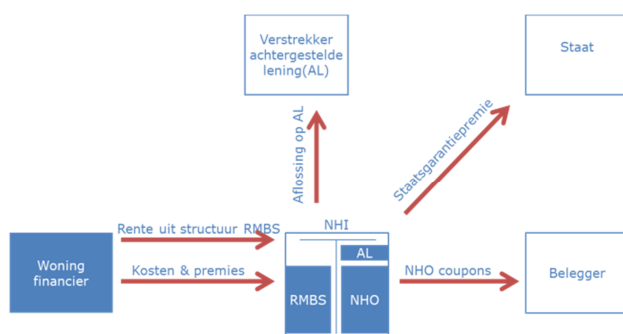 Verstrekker
achtergestelde
lening(AL)
Staat
Aflossing op AL
Staatsgarantiepremie
Rente uit structuur RMBS
NHI
Woning
financier
Kosten & premies
AL
RMBS
NHO
NHO coupons
Belegger